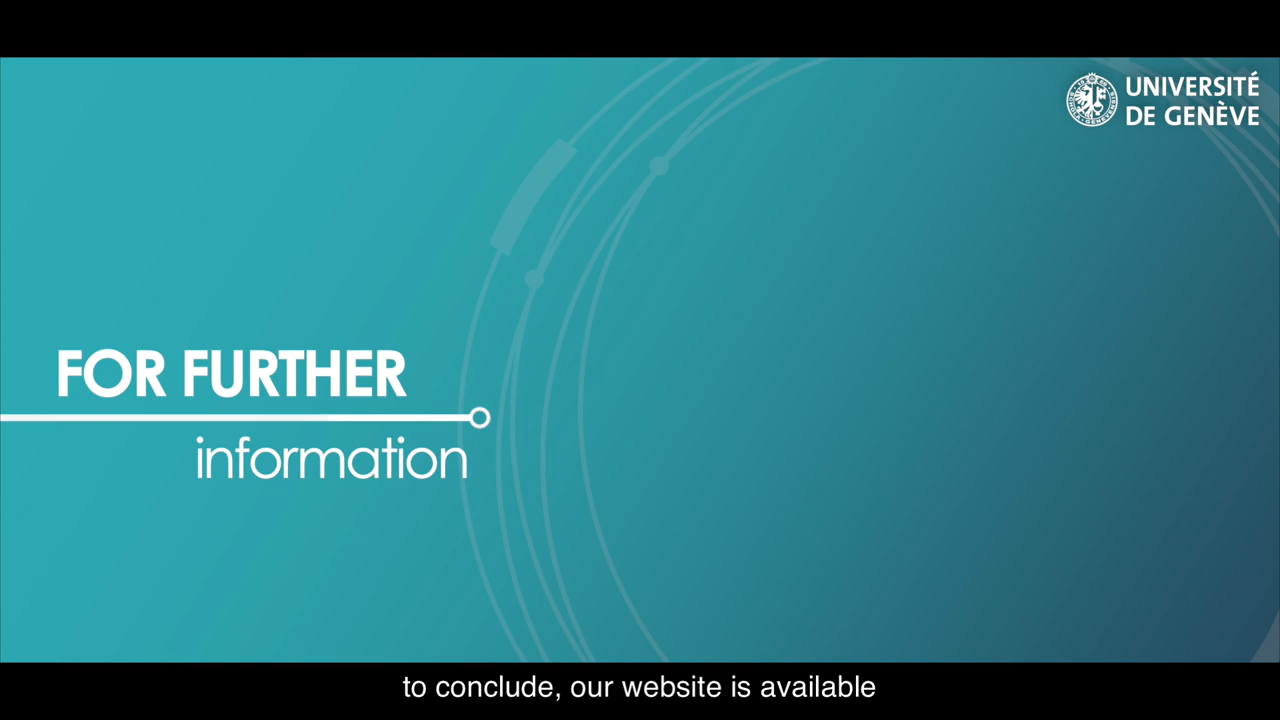 UNIVERSITÉ
DE GENÈVE
FOR FURTHER
information
to conclude, our website is available